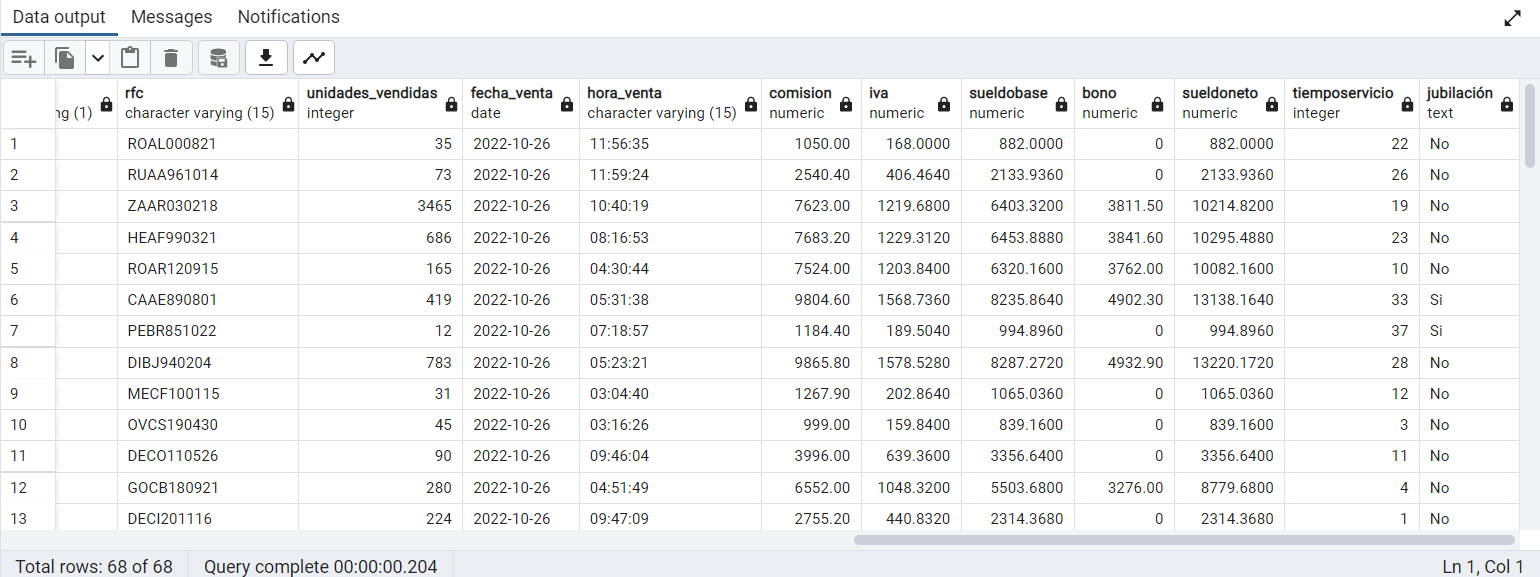 Data output Messages Notifications
rfc unidades_vendidas fecha_venta hora_venta comision iva sueldobase bono sueldoneto tiemposervicio jubilación
ng (1) character varying (15) integer date character varying (15) numeric numeric numeric numeric numeric integer text
1 ROAL000821 35 2022-10-26 11:56:35 1050.00 168.0000 882.0000 0 882.0000 22 No
2 RUAA961014 73 2022-10-26 11:59:24 2540.40 406.4640 2133.9360 0 2133.9360 26 No
3 ZAAR030218 3465 2022-10-26 10:40:19 7623.00 1219.6800 6403.3200 3811.50 10214.8200 19 No
4 HEAF990321 686 2022-10-26 08:16:53 7683.20 1229.3120 6453.8880 3841.60 10295.4880 23 No
5 ROAR120915 165 2022-10-26 04:30:44 7524.00 1203.8400 6320.1600 3762.00 10082.1600 10 No
6 CAAE890801 419 2022-10-26 05:31:38 9804.60 1568.7360 8235.8640 4902.30 13138.1640 33 Si
7 PEBR851022 12 2022-10-26 07:18:57 1184.40 189.5040 994.8960 0 994.8960 37 Si
8 DIBJ940204 783 2022-10-26 05:23:21 9865.80 1578.5280 8287.2720 4932.90 13220.1720 28 No
9 MECF100115 31 2022-10-26 03:04:40 1267.90 202.8640 1065.0360 0 1065.0360 12 No
10 OVCS190430 45 2022-10-26 03:16:26 999.00 159.8400 839.1600 0 839.1600 3 No
11 DECO110526 90 2022-10-26 09:46:04 3996.00 639.3600 3356.6400 0 3356.6400 11 No
12 GOCB180921 280 2022-10-26 04:51:49 6552.00 1048.3200 5503.6800 3276.00 8779.6800 4 No
13 DECI201116 224 2022-10-26 09:47:09 2755.20 440.8320 2314.3680 0 2314.3680 1 No
Total rows: 68 of 68 Query complete 00:00:00.204 Ln 1, Col 1